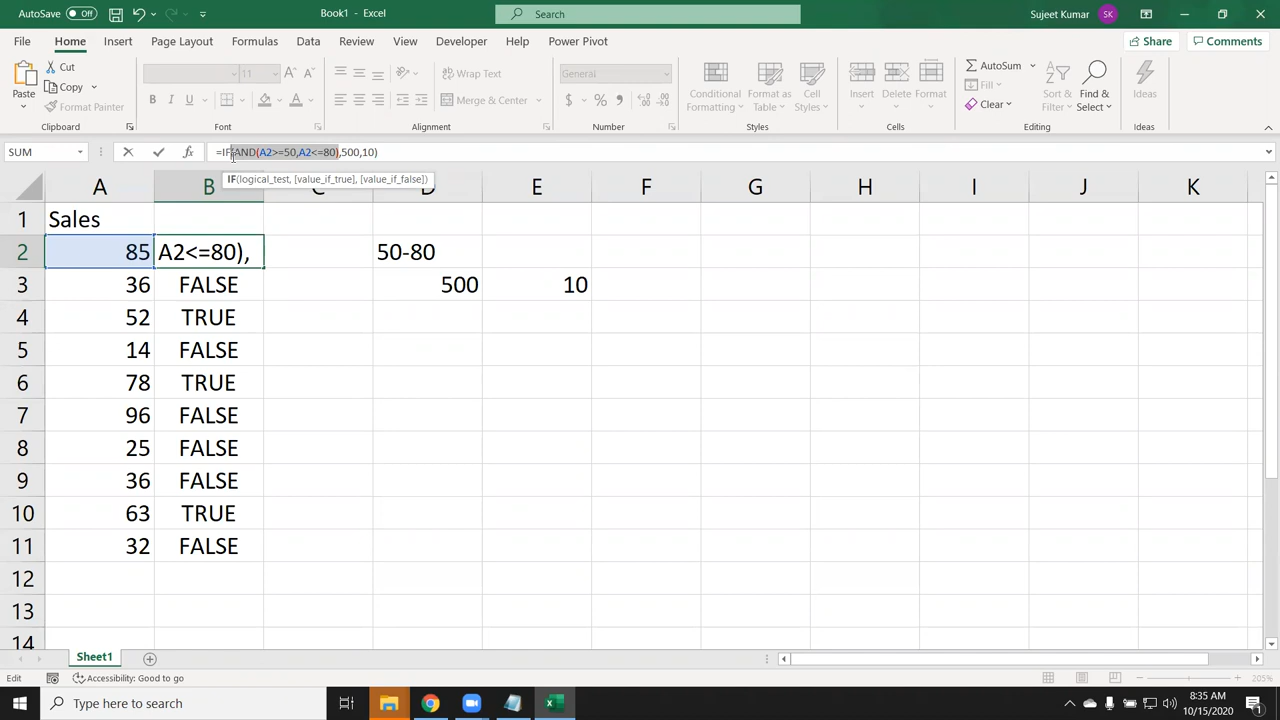 AutoSave Off Book1 - Excel Search Sujeet Kumar SK
File Home Insert Page Layout Formulas Data Review View Developer Help Power Pivot Share Comments
Paste Cut Copy Format Painter
Clipboard
11 B I U
Font
Wrap Text Merge & Center
Alignment
General $ % ,
Number
Conditional Formatting Format as Table Cell Styles
Styles
Insert Delete Format
Cells
AutoSum Fill Clear Sort & Filter Find & Select
Editing
Ideas
Ideas
SUM =IF(AND(A2>=50,A2<=80),500,10)
IF(logical_test, [value_if_true], [value_if_false])
A B C D E F G H I J K
1 Sales
2 85 A2<=80), 50-80
3 36 FALSE 500 10
4 52 TRUE
5 14 FALSE
6 78 TRUE
7 96 FALSE
8 25 FALSE
9 36 FALSE
10 63 TRUE
11 32 FALSE
12
13
14
Sheet1
Edit Accessibility: Good to go 205%
Type here to search 8:35 AM
10/15/2020